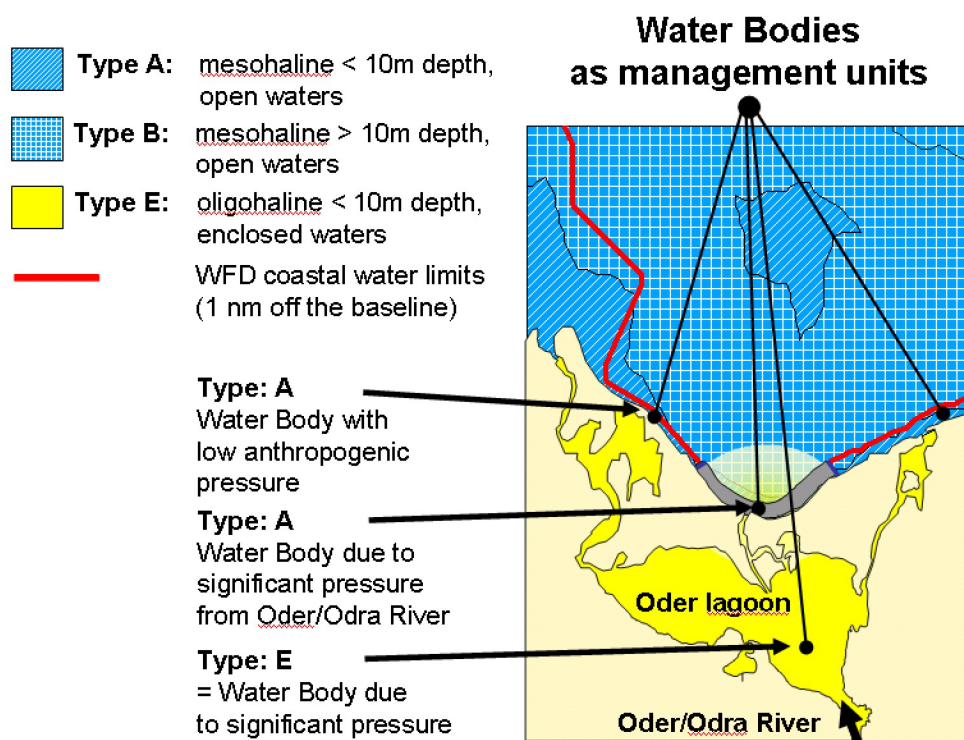 Water Bodies
as management units
Type A: mesohaline < 10m depth,
open waters
Type B: mesohaline > 10m depth,
open waters
Type E: oligohaline < 10m depth,
enclosed waters
WFD coastal water limits
(1 nm off the baseline)
Type: A
Water Body with
low anthropogenic
pressure
Type: A
Water Body due to
significant pressure
from Oder/Odra River
Type: E
= Water Body due
to significant pressure
Oder lagoon
Oder/Odra River